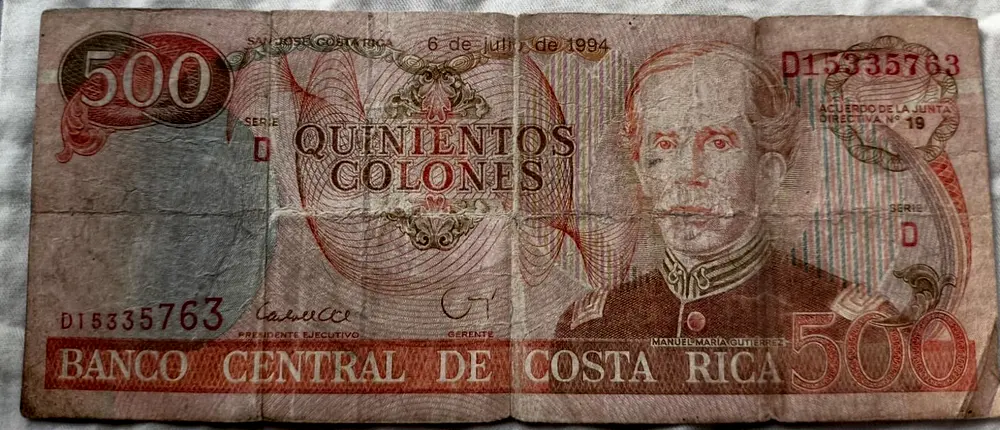 500
SAN JOSE, COSTA RICA
6 de julio de 1994
D15335763
ACUERDO DE LA JUNTA
DIRECTIVA Nº 19
SERIE
D
QUINIENTOS
COLONES
SERIE
D
D15335763
PRESIDENTE EJECUTIVO
GERENTE
MANUEL MARIA GUTIERREZ
BANCO CENTRAL DE COSTA RICA
500